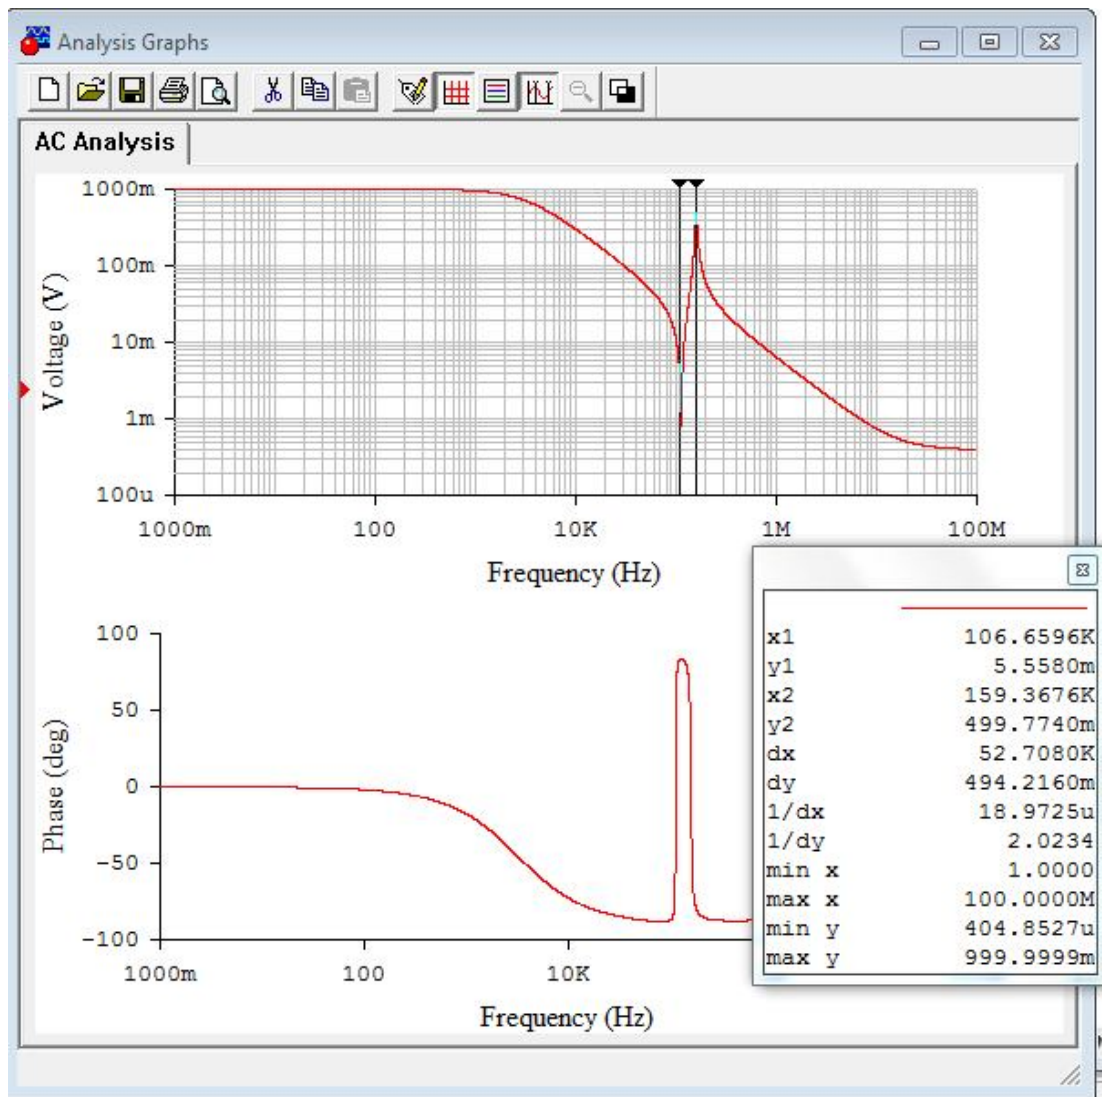 Analysis Graphs
AC Analysis
Voltage (V)
1000m
100m
10m
1m
100u
1000m 100 10K 1M 100M
Frequency (Hz)
x1 106.6596K
y1 5.5580m
x2 159.3676K
y2 499.7740m
dx 52.7080K
dy 494.2160m
1/dx 18.9725u
1/dy 2.0234
min x 1.0000
max x 100.0000M
min y 404.8527u
max y 999.9999m
Phase (deg)
100
50
0
-50
-100
1000m 100 10K
Frequency (Hz)